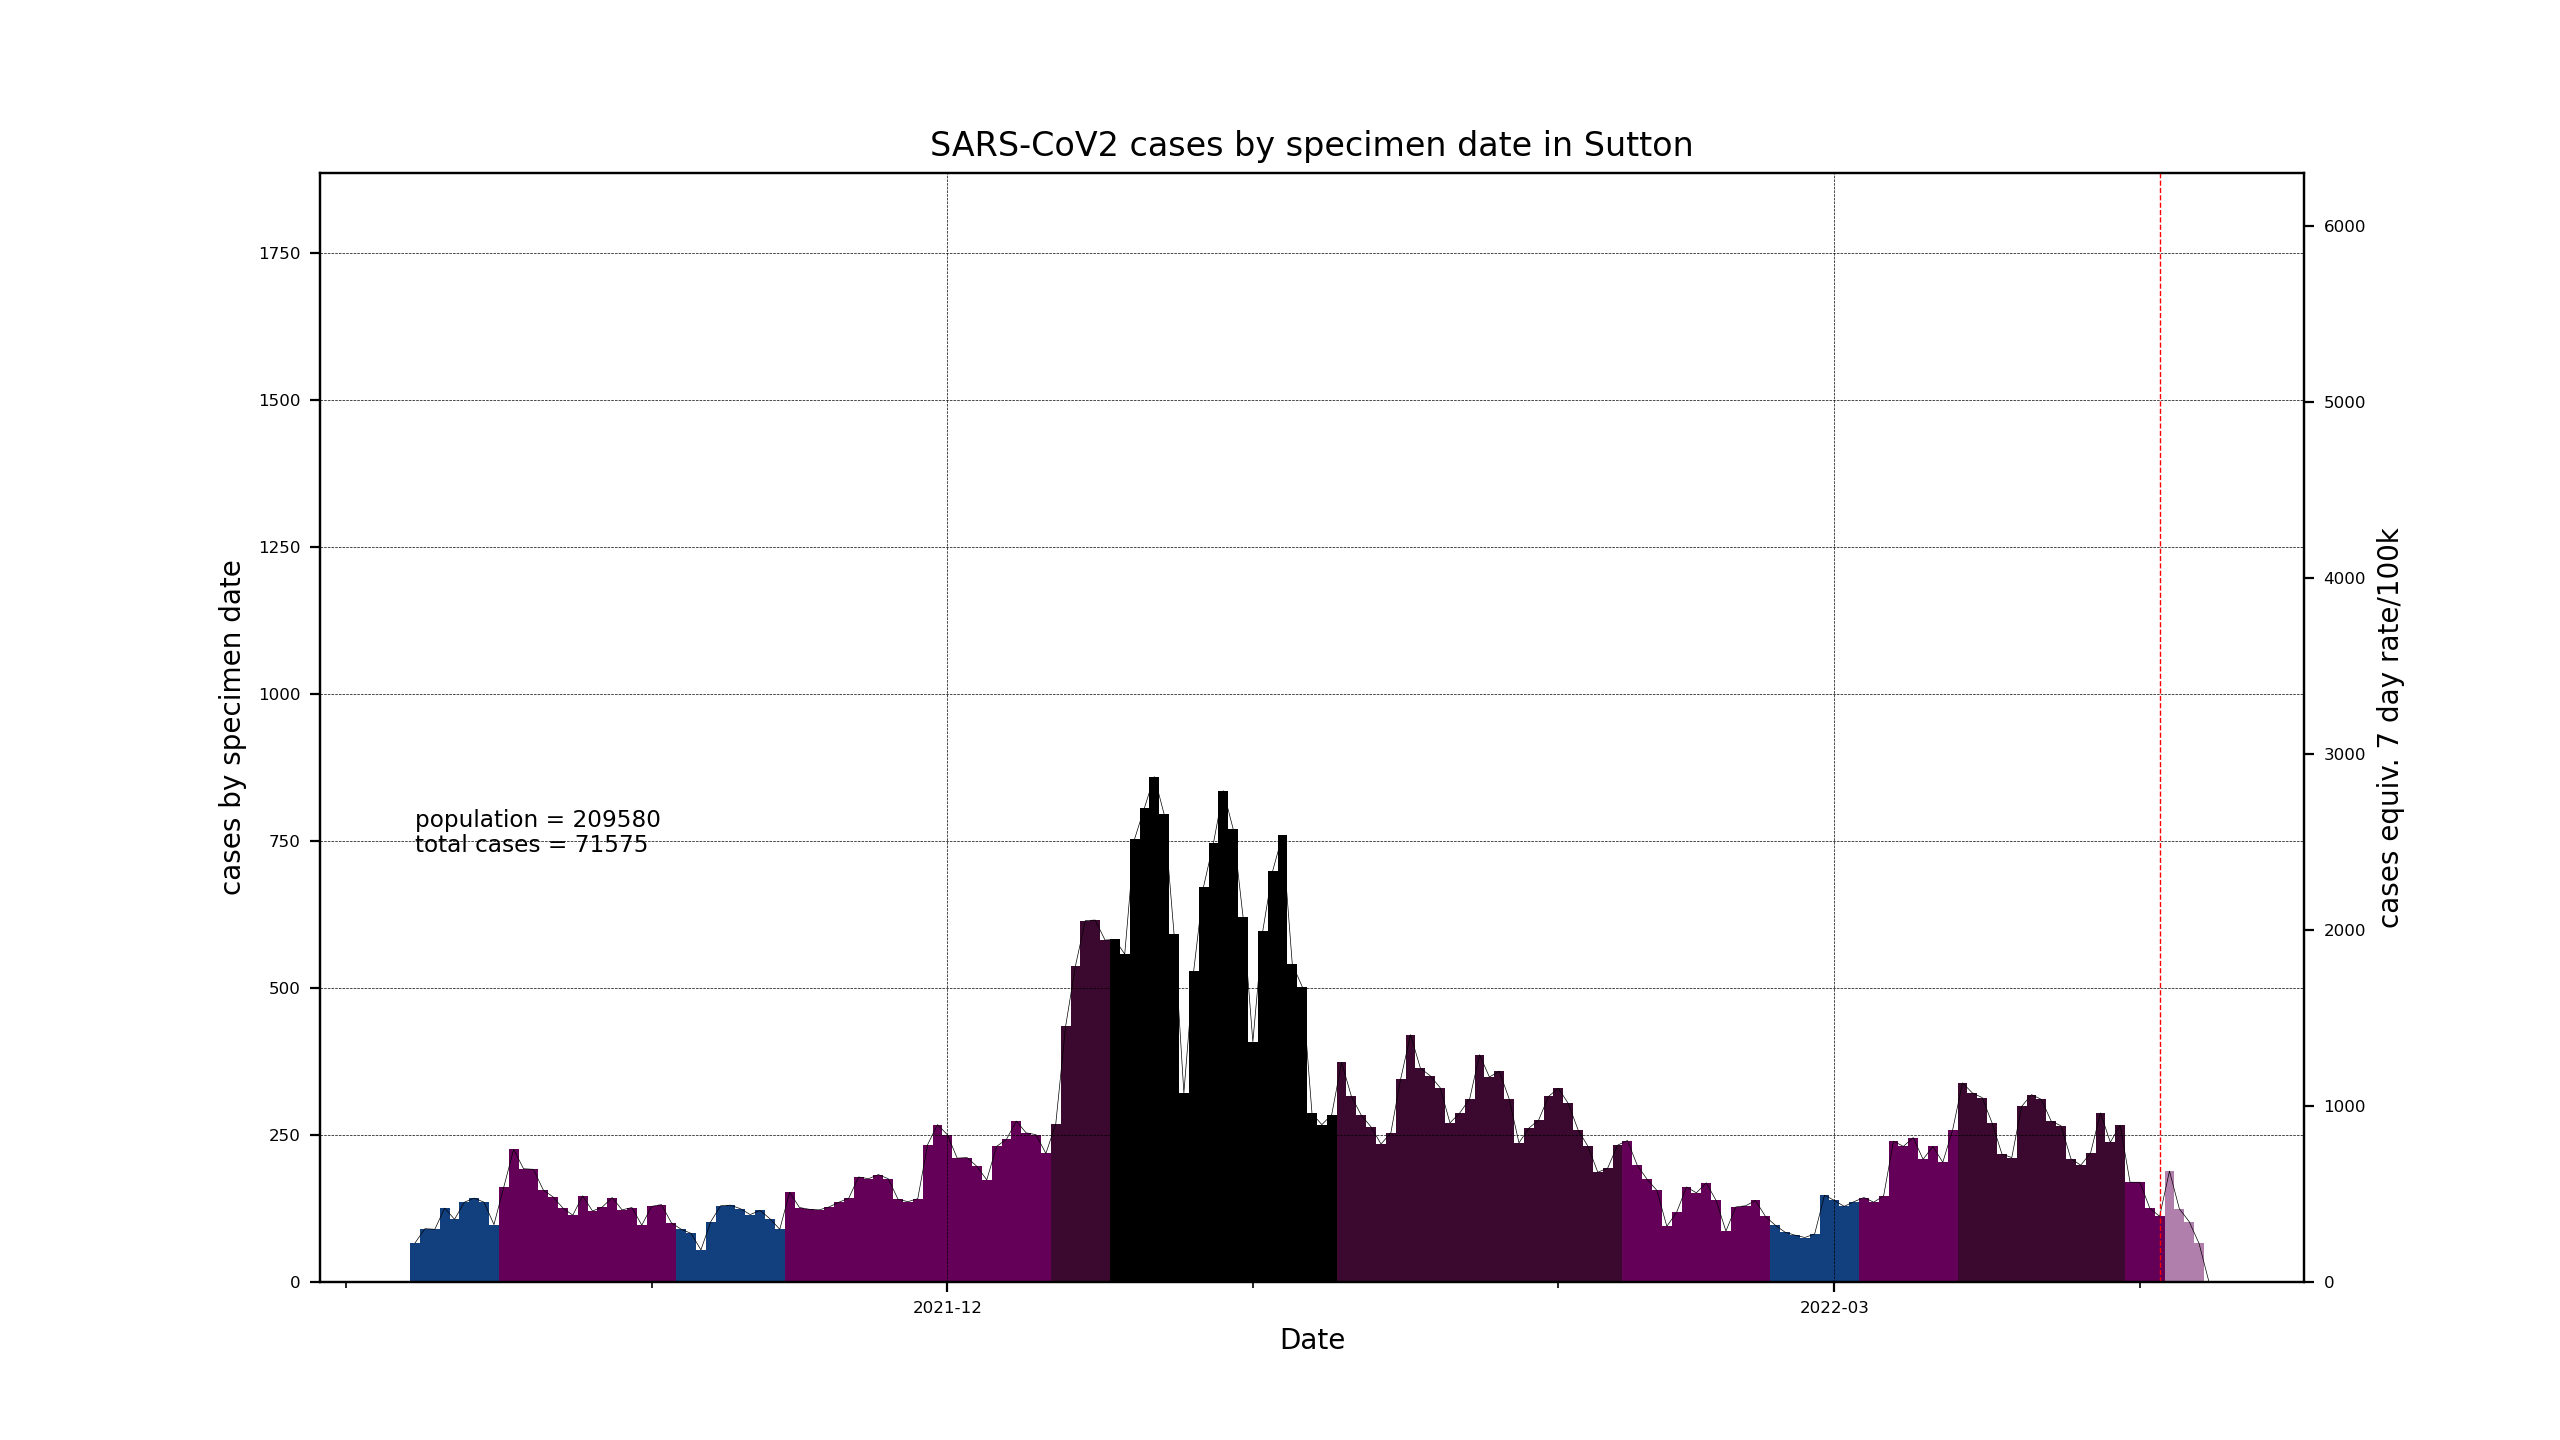 SARS-CoV2 cases by specimen date in Sutton
cases by specimen date
1750
1500
1250
1000
750
500
250
0
population = 209580
total cases = 71575
6000
5000
4000
3000
2000
1000
0
cases equiv. 7 day rate/100k
2021-12
2022-03
Date